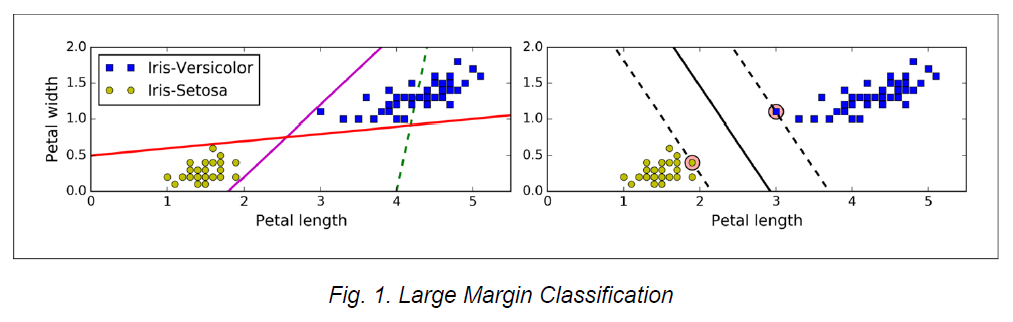 Petal width
2.0
1.5
1.0
0.5
0.0
Iris-Versicolor
Iris-Setosa
0 1 2 3 4 5
Petal length
2.0
1.5
1.0
0.5
0.0
0 1 2 3 4 5
Petal length
Fig. 1. Large Margin Classification